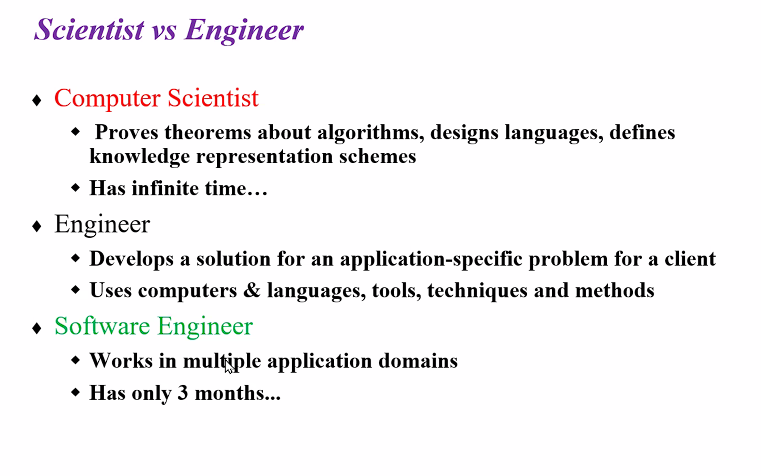 Scientist vs Engineer
Computer Scientist
Proves theorems about algorithms, designs languages, defines
knowledge representation schemes
Has infinite time…
Engineer
Develops a solution for an application-specific problem for a client
Uses computers & languages, tools, techniques and methods
Software Engineer
Works in multiple application domains
Has only 3 months...